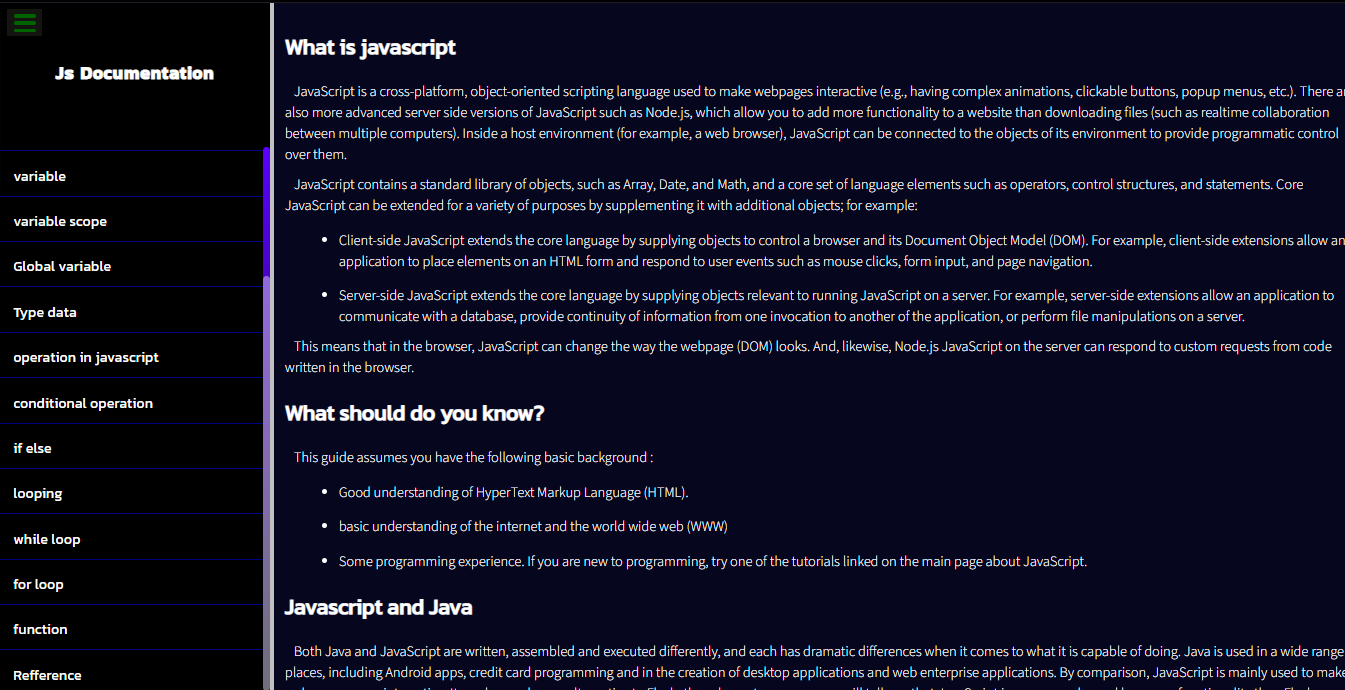 Js Documentation
variable
variable scope
Global variable
Type data
operation in javascript
conditional operation
if else
looping
while loop
for loop
function
Refference
What is javascript
JavaScript is a cross-platform, object-oriented scripting language used to make webpages interactive (e.g., having complex animations, clickable buttons, popup menus, etc.). There
also more advanced server side versions of JavaScript such as Node.js, which allow you to add more functionality to a website than downloading files (such as realtime collaboration
between multiple computers). Inside a host environment (for example, a web browser), JavaScript can be connected to the objects of its environment to provide programmatic control
over them.
JavaScript contains a standard library of objects, such as Array, Date, and Math, and a core set of language elements such as operators, control structures, and statements. Core
JavaScript can be extended for a variety of purposes by supplementing it with additional objects; for example:
• Client-side JavaScript extends the core language by supplying objects to control a browser and its Document Object Model (DOM). For example, client-side extensions allow an
application to place elements on an HTML form and respond to user events such as mouse clicks, form input, and page navigation.
• Server-side JavaScript extends the core language by supplying objects relevant to running JavaScript on a server. For example, server-side extensions allow an application to
communicate with a database, provide continuity of information from one invocation to another of the application, or perform file manipulations on a server.
This means that in the browser, JavaScript can change the way the webpage (DOM) looks. And, likewise, Node.js JavaScript on the server can respond to custom requests from code
written in the browser.
What should do you know?
This guide assumes you have the following basic background :
• Good understanding of HyperText Markup Language (HTML).
• basic understanding of the internet and the world wide web (WWW)
• Some programming experience. If you are new to programming, try one of the tutorials linked on the main page about JavaScript.
Javascript and Java
Both Java and JavaScript are written, assembled and executed differently, and each has dramatic differences when it comes to what it is capable of doing. Java is used in a wide range
places, including Android apps, credit card programming and in the creation of desktop applications and web enterprise applications. By comparison, JavaScript is mainly used to make